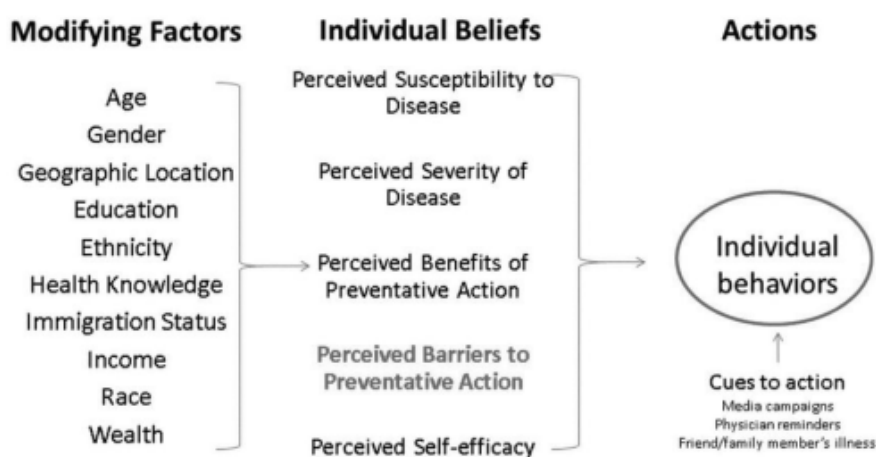 Modifying Factors
Age
Gender
Geographic Location
Education
Ethnicity
Health Knowledge
Immigration Status
Income
Race
Wealth
Individual Beliefs
Perceived Susceptibility to
Disease
Perceived Severity of
Disease
Perceived Benefits of
Preventative Action
Perceived Barriers to
Preventative Action
Perceived Self-efficacy
Actions
Individual
behaviors
Cues to action
Media campaigns
Physician reminders
Friend/family member's illness